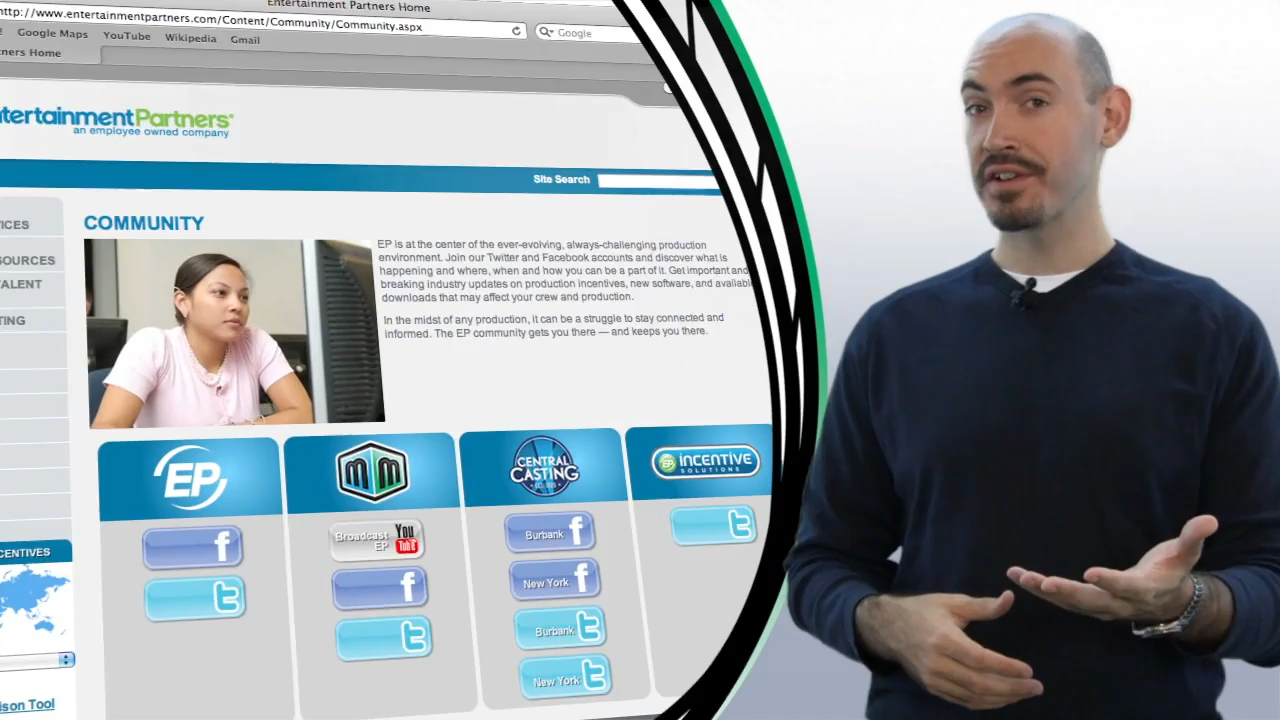 Entertainment Partners Home
http://www.entertainmentpartners.com/Content/Community/Community.aspx
Google
Google Maps YouTube Wikipedia Gmail
ners Home
ntertainmentPartners®
an employee owned company
Site Search
ICES
SOURCES
TALENT
TING
COMMUNITY
EP is at the center of the ever-evolving, always-challenging production
environment. Join our Twitter and Facebook accounts and discover what is
happening and where, when and how you can be a part of it. Get important and
breaking industry updates on production incentives, new software, and available
downloads that may affect your crew and production.
In the midst of any production, it can be a struggle to stay connected and
informed. The EP community gets you there — and keeps you there.
EP
MM
CENTRAL
CASTING
EP INCENTIVE
SOLUTIONS
f
t
Broadcast
EP
You
Tube
f
t
Burbank f
New York f
Burbank t
New York t
t
CENTIVES
ison Tool